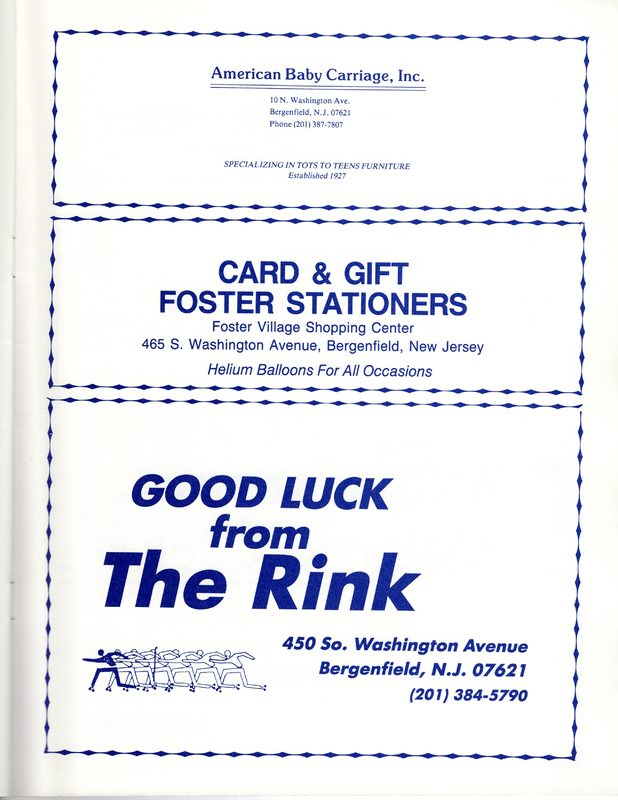 American Baby Carriage, Inc.
10 N. Washington Ave.
Bergenfield, N.J. 07621
Phone (201) 387-7807
SPECIALIZING IN TOTS TO TEENS FURNITURE
Established 1927
CARD & GIFT
FOSTER STATIONERS
Foster Village Shopping Center
465 S. Washington Avenue, Bergenfield, New Jersey
Helium Balloons For All Occasions
GOOD LUCK
from
The Rink
450 So. Washington Avenue
Bergenfield, N.J. 07621
(201) 384-5790